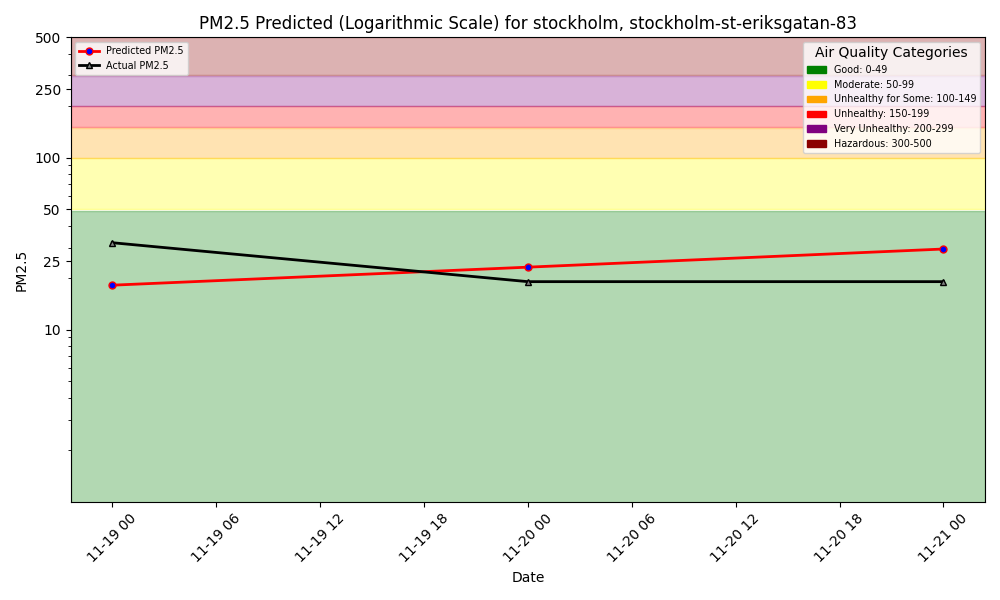 PM2.5 Predicted (Logarithmic Scale) for stockholm, stockholm-st-eriksgatan-83
Predicted PM2.5
Actual PM2.5
Air Quality Categories
Good: 0-49
Moderate: 50-99
Unhealthy for Some: 100-149
Unhealthy: 150-199
Very Unhealthy: 200-299
Hazardous: 300-500
500
250
100
50
25
10
PM2.5
11-19 00
11-19 06
11-19 12
11-19 18
11-20 00
11-20 06
11-20 12
11-20 18
11-21 00
Date